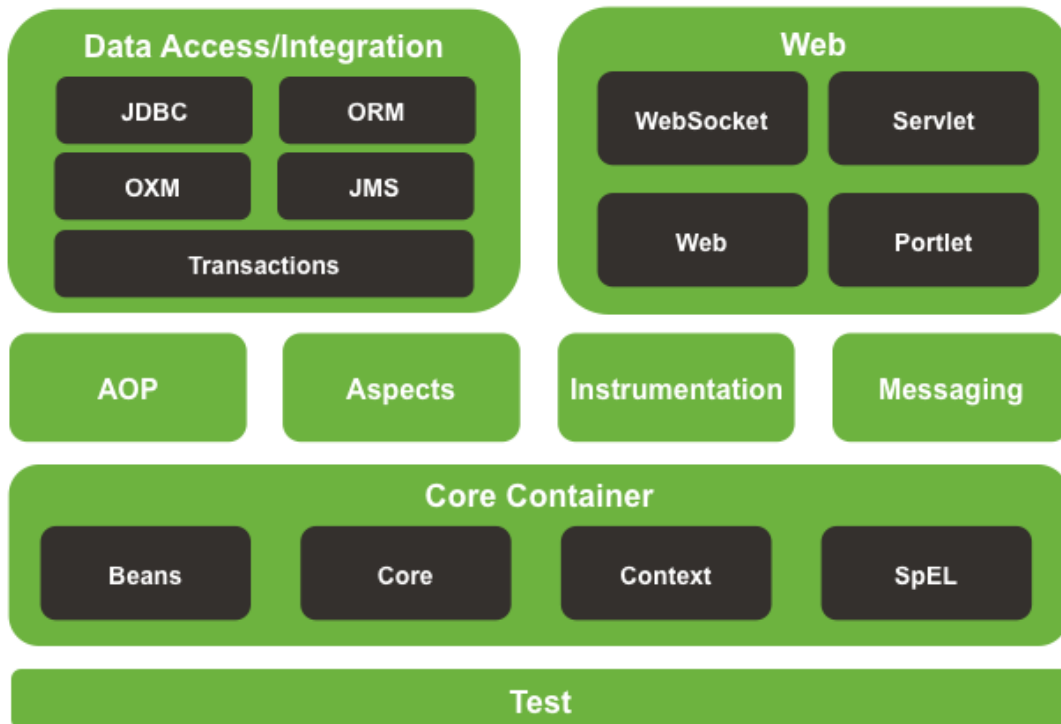 Data Access/Integration
JDBC
ORM
OXM
JMS
Transactions
Web
WebSocket
Servlet
Web
Portlet
AOP
Aspects
Instrumentation
Messaging
Core Container
Beans
Core
Context
SpEL
Test